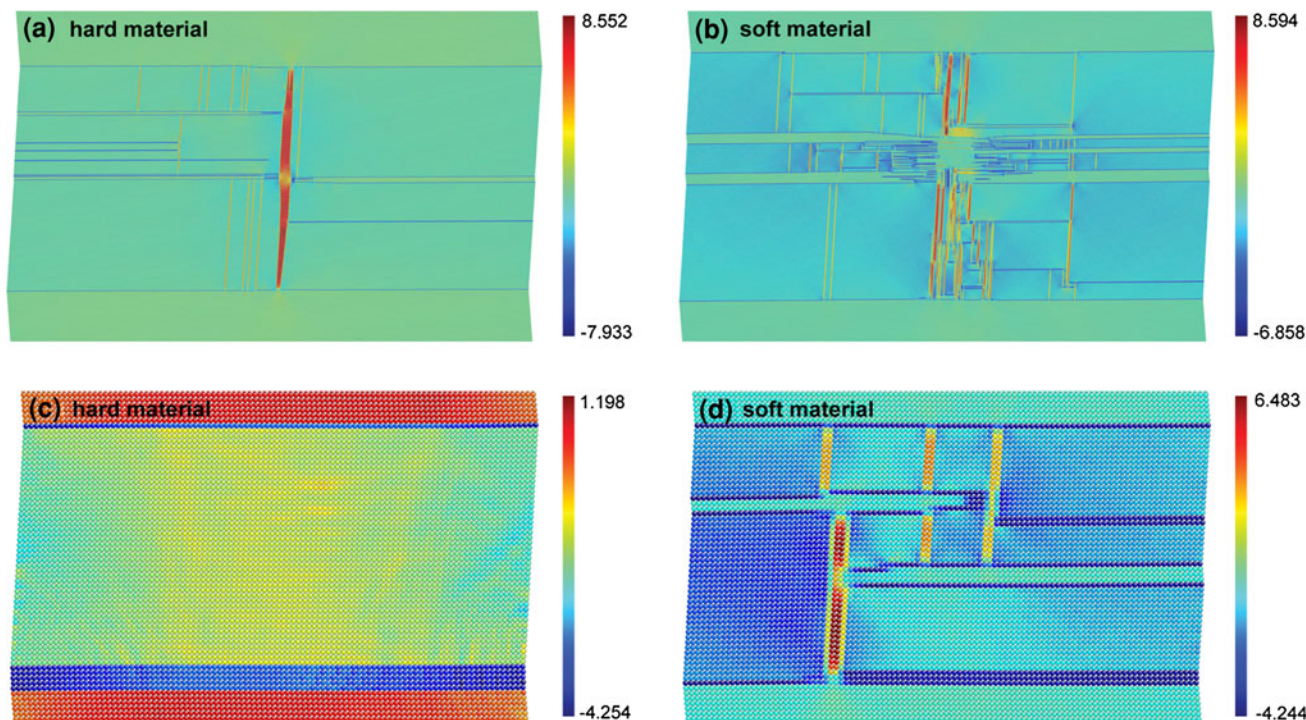 (a) hard material
8.552
-7.933
(b) soft material
8.594
-6.858
(c) hard material
1.198
-4.254
(d) soft material
6.483
-4.244